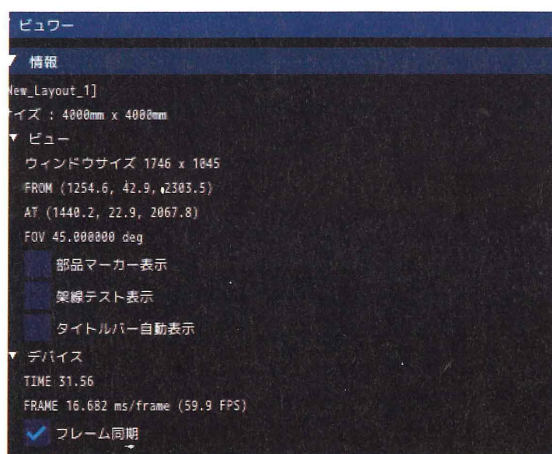 ビュワー
▼ 情報
New_Layout_1]
イズ : 4000mm x 4000mm
▼ ビュー
ウィンドウサイズ 1746 x 1045
FROM (1254.6, 42.9, 2303.5)
AT (1440.2, 22.9, 2067.8)
FOV 45.000000 deg
部品マーカー表示
架線テスト表示
タイトルバー自動表示
▼ デバイス
TIME 31.56
FRAME 16.682 ms/frame (59.9 FPS)
フレーム同期